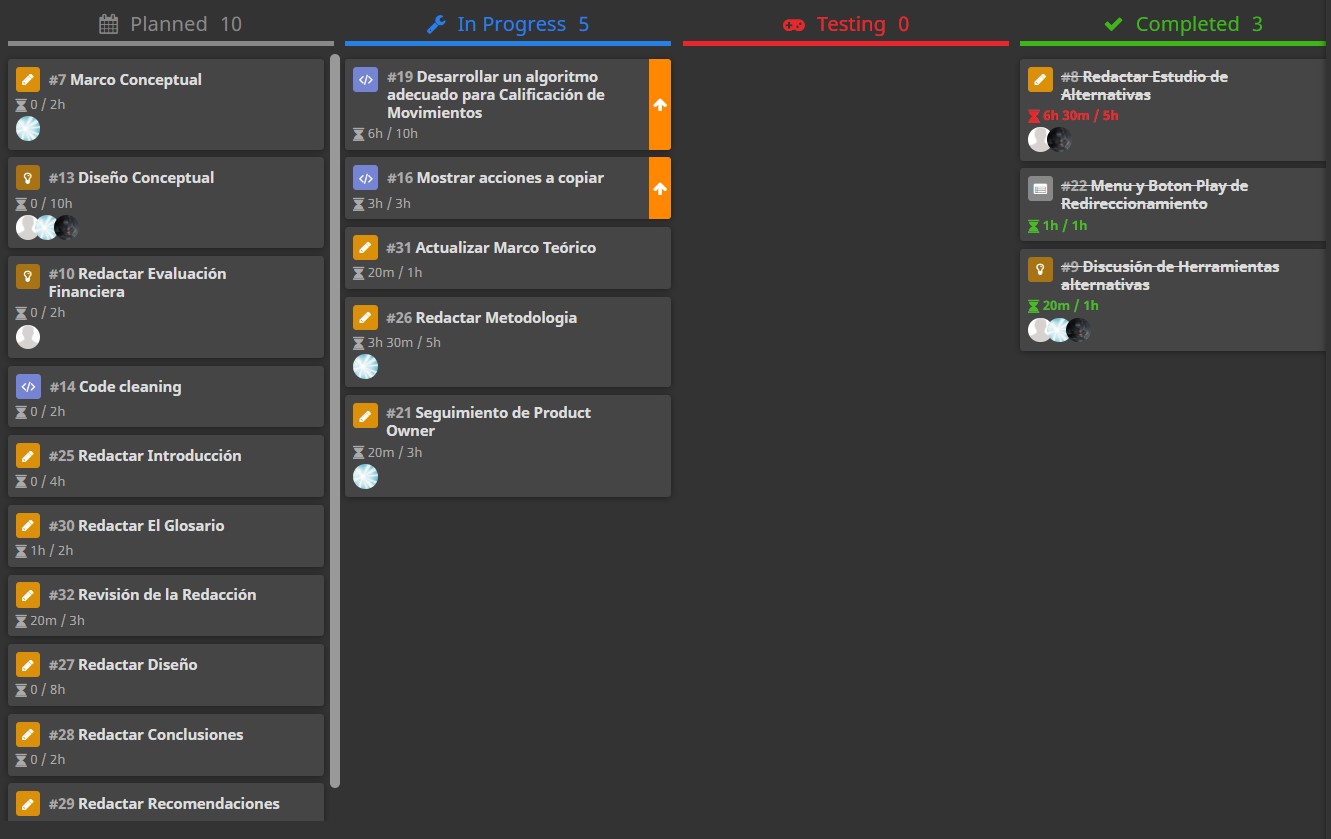 Planned 10
#7 Marco Conceptual
0 / 2h
#13 Diseño Conceptual
0 / 10h
#10 Redactar Evaluación
Financiera
0 / 2h
#14 Code cleaning
0 / 2h
#25 Redactar Introducción
0 / 4h
#30 Redactar El Glosario
1h / 2h
#32 Revisión de la Redacción
20m / 3h
#27 Redactar Diseño
0 / 8h
#28 Redactar Conclusiones
0 / 2h
#29 Redactar Recomendaciones
In Progress 5
#19 Desarrollar un algoritmo
adecuado para Calificación de
Movimientos
6h / 10h
#16 Mostrar acciones a copiar
3h / 3h
#31 Actualizar Marco Teórico
20m / 1h
#26 Redactar Metodologia
3h 30m / 5h
#21 Seguimiento de Product
Owner
20m / 3h
Testing 0
Completed 3
#8 Redactar Estudio de
Alternativas
6h 30m / 5h
#22 Menu y Boton Play de
Redireccionamiento
1h / 1h
#9 Discusión de Herramientas
alternativas
20m / 1h